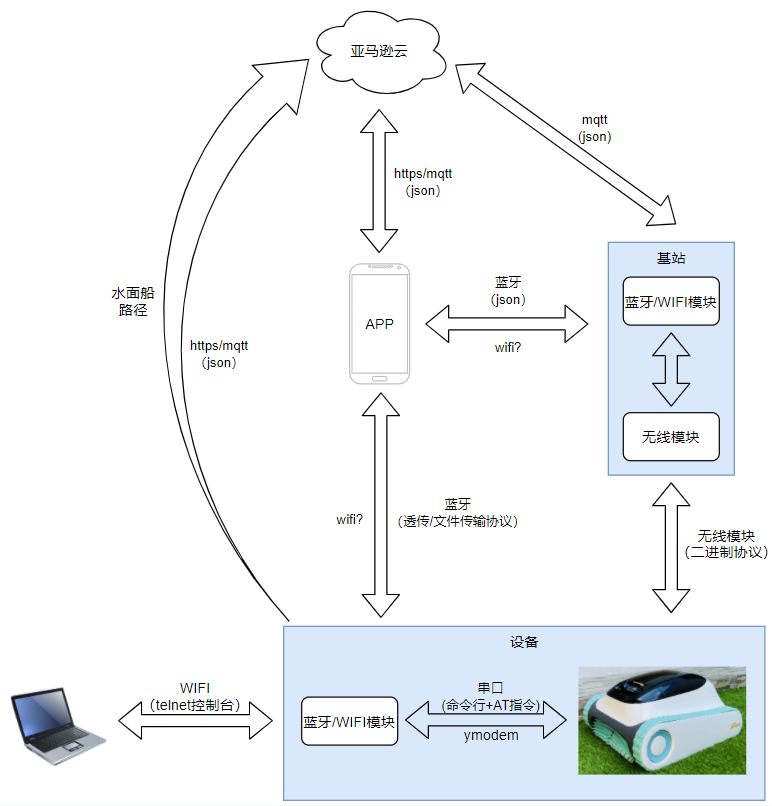 亚马逊云
mqtt
(json)
https/mqtt
（json）
基站
蓝牙/WIFI模块
水面船
路径
蓝牙
（json）
APP
https/mqtt
（json）
wifi?
无线模块
蓝牙
（透传/文件传输协议）
wifi?
无线模块
（二进制协议）
设备
WIFI
（telnet控制台）
串口
(命令行+AT指令)
蓝牙/WIFI模块
ymodem